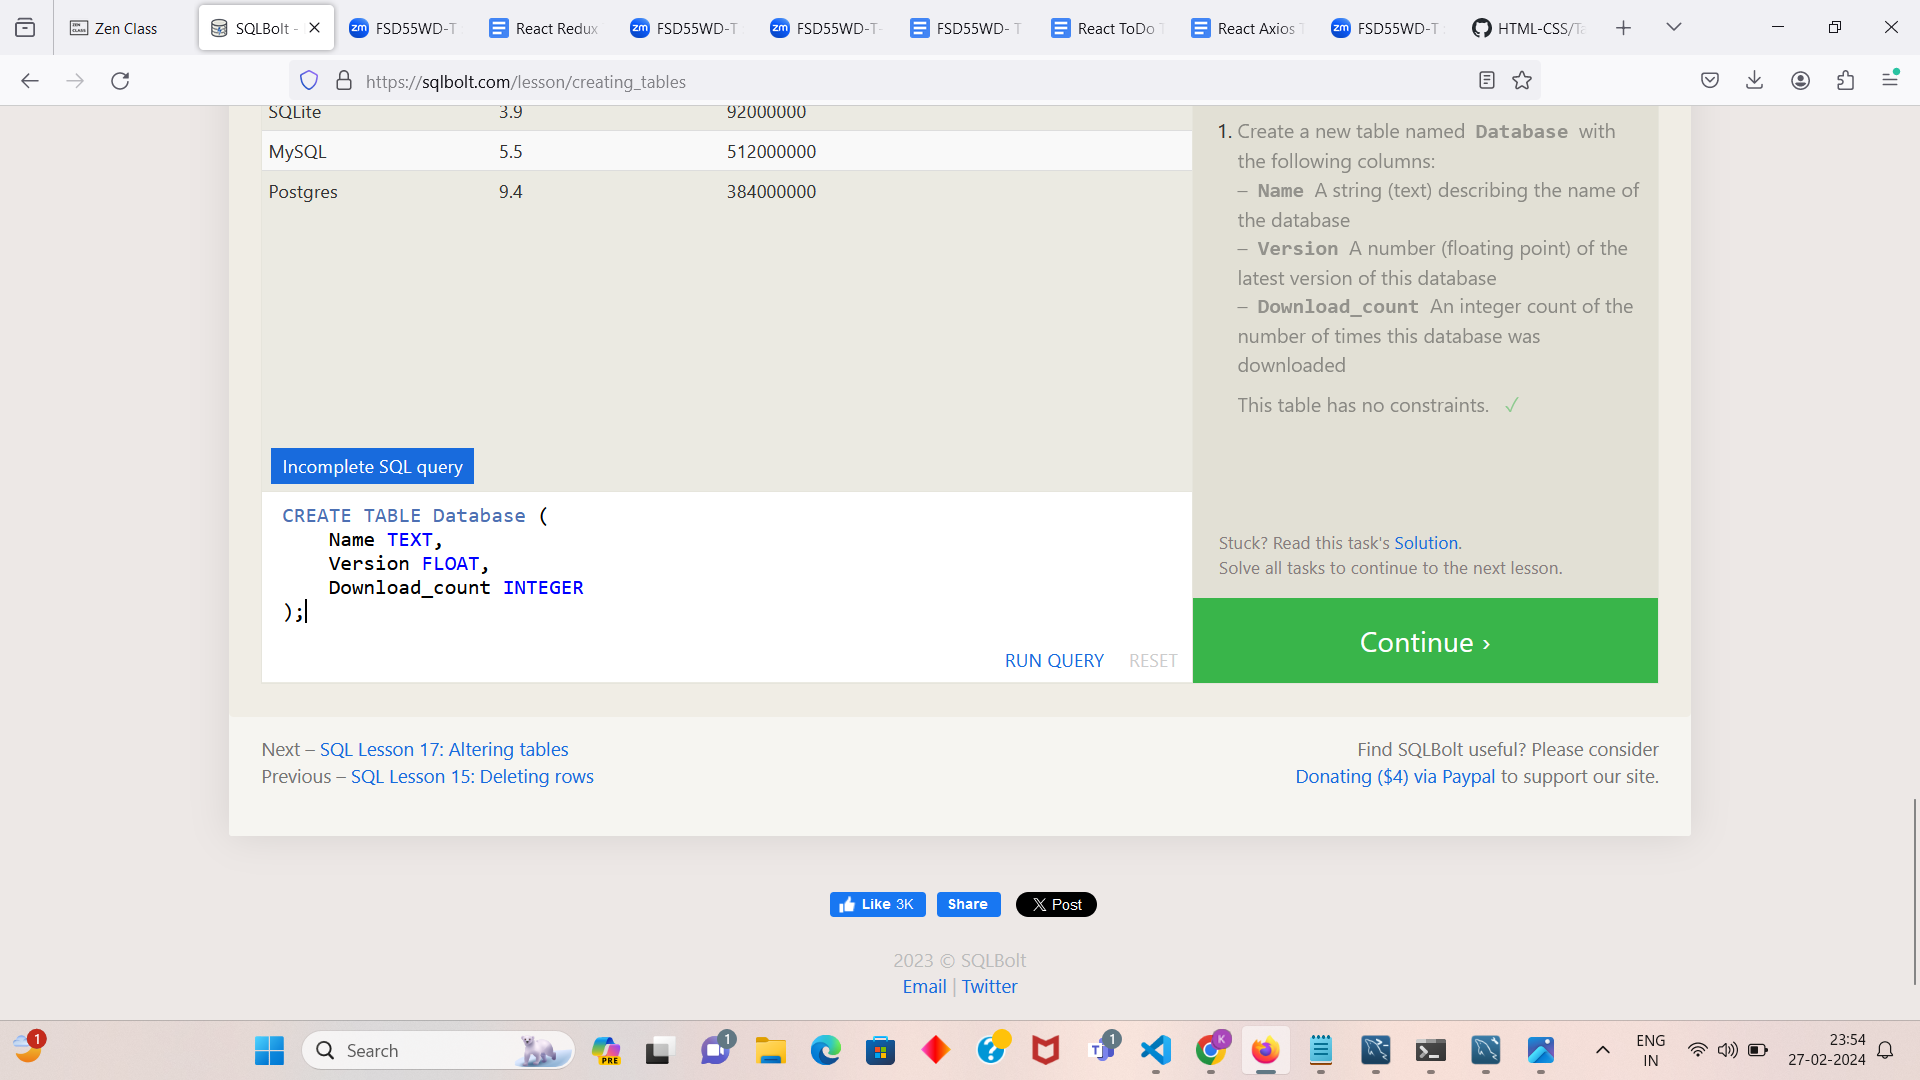 Zen Class
SQLBolt -
FSD55WD-T
React Redux
FSD55WD-T
FSD55WD-T-
FSD55WD- T
React ToDo T
React Axios T
FSD55WD-T
HTML-CSS/Ta
https://sqlbolt.com/lesson/creating_tables
SQLite 3.9 92000000
MySQL 5.5 512000000
Postgres 9.4 384000000
Incomplete SQL query
CREATE TABLE Database (
Name TEXT,
Version FLOAT,
Download_count INTEGER
);
RUN QUERY RESET
1. Create a new table named Database with
the following columns:
– Name A string (text) describing the name of
the database
– Version A number (floating point) of the
latest version of this database
– Download_count An integer count of the
number of times this database was
downloaded
This table has no constraints. ✓
Stuck? Read this task's Solution.
Solve all tasks to continue to the next lesson.
Continue ›
Next – SQL Lesson 17: Altering tables
Previous – SQL Lesson 15: Deleting rows
Find SQLBolt useful? Please consider
Donating ($4) via Paypal to support our site.
Like 3K Share X Post
2023 © SQLBolt
Email | Twitter
1
Search
PRE
1
1
K
ENG
IN
23:54
27-02-2024